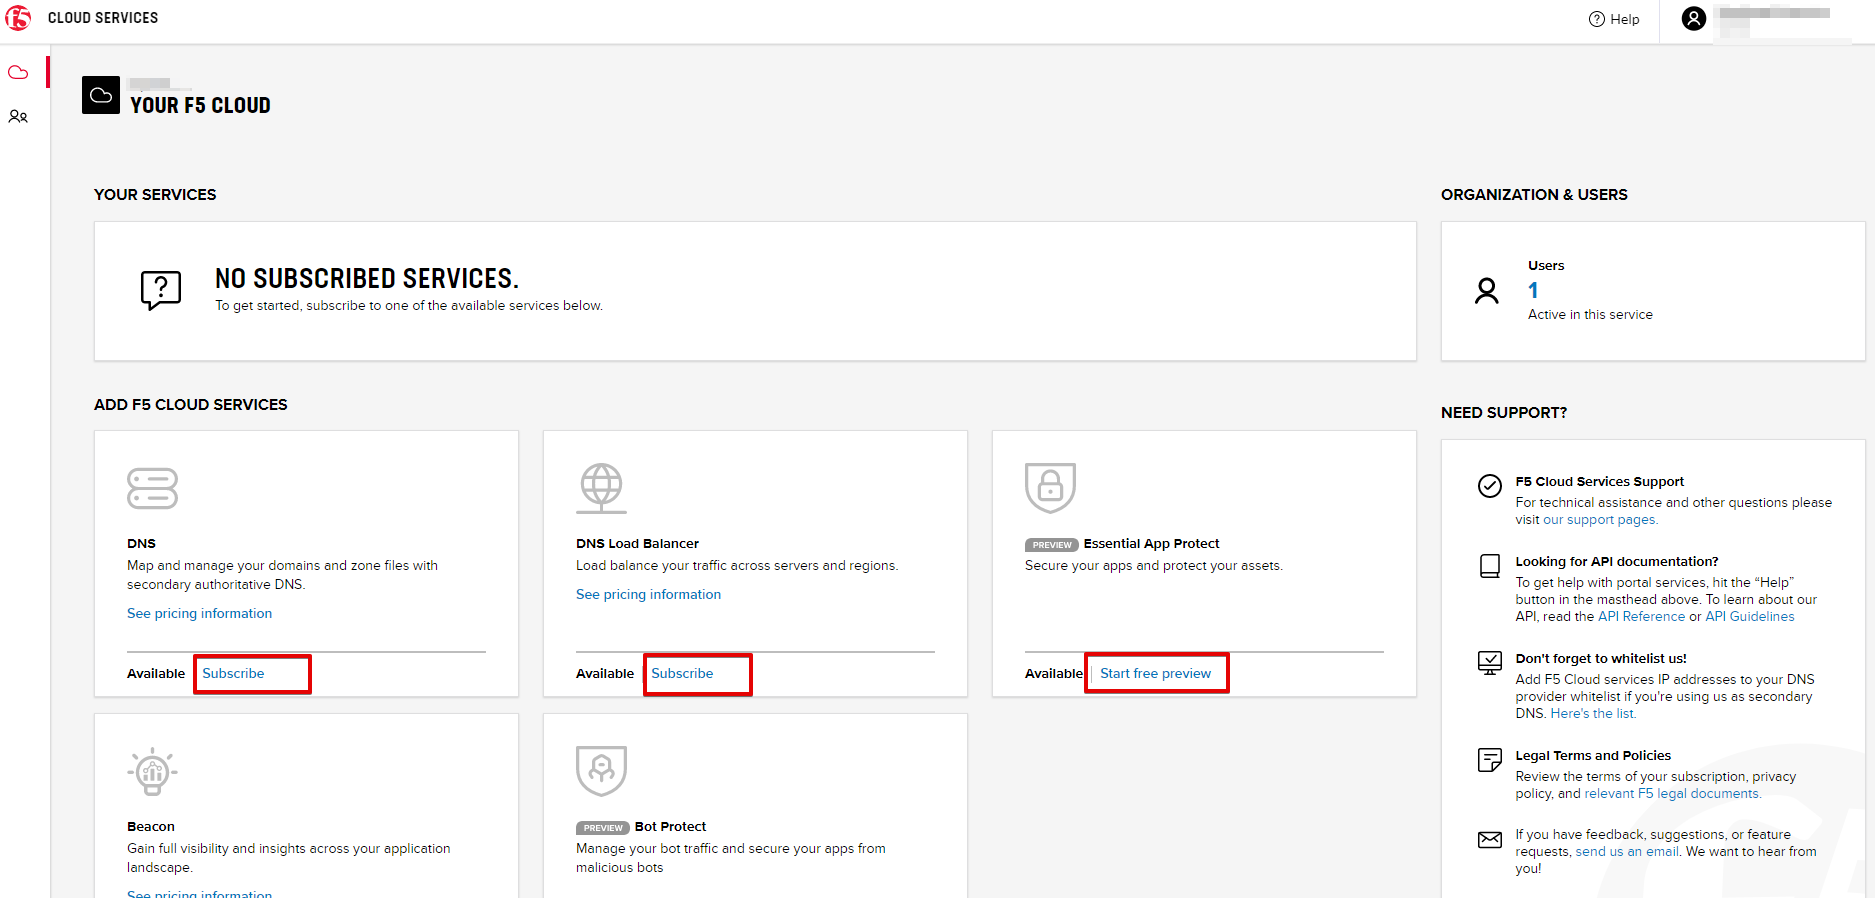 f5 CLOUD SERVICES
? Help
YOUR F5 CLOUD
YOUR SERVICES
?
NO SUBSCRIBED SERVICES.
To get started, subscribe to one of the available services below.
ORGANIZATION & USERS
Users
1
Active in this service
ADD F5 CLOUD SERVICES
DNS
Map and manage your domains and zone files with
secondary authoritative DNS.
See pricing information
Available Subscribe
DNS Load Balancer
Load balance your traffic across servers and regions.
See pricing information
Available Subscribe
PREVIEW Essential App Protect
Secure your apps and protect your assets.
Available Start free preview
Beacon
Gain full visibility and insights across your application
landscape.
See pricing information
PREVIEW Bot Protect
Manage your bot traffic and secure your apps from
malicious bots
NEED SUPPORT?
F5 Cloud Services Support
For technical assistance and other questions please
visit our support pages.
Looking for API documentation?
To get help with portal services, hit the “Help”
button in the masthead above. To learn about our
API, read the API Reference or API Guidelines
Don't forget to whitelist us!
Add F5 Cloud services IP addresses to your DNS
provider whitelist if you're using us as secondary
DNS. Here's the list.
Legal Terms and Policies
Review the terms of your subscription, privacy
policy, and relevant F5 legal documents.
If you have feedback, suggestions, or feature
requests, send us an email. We want to hear from
you!